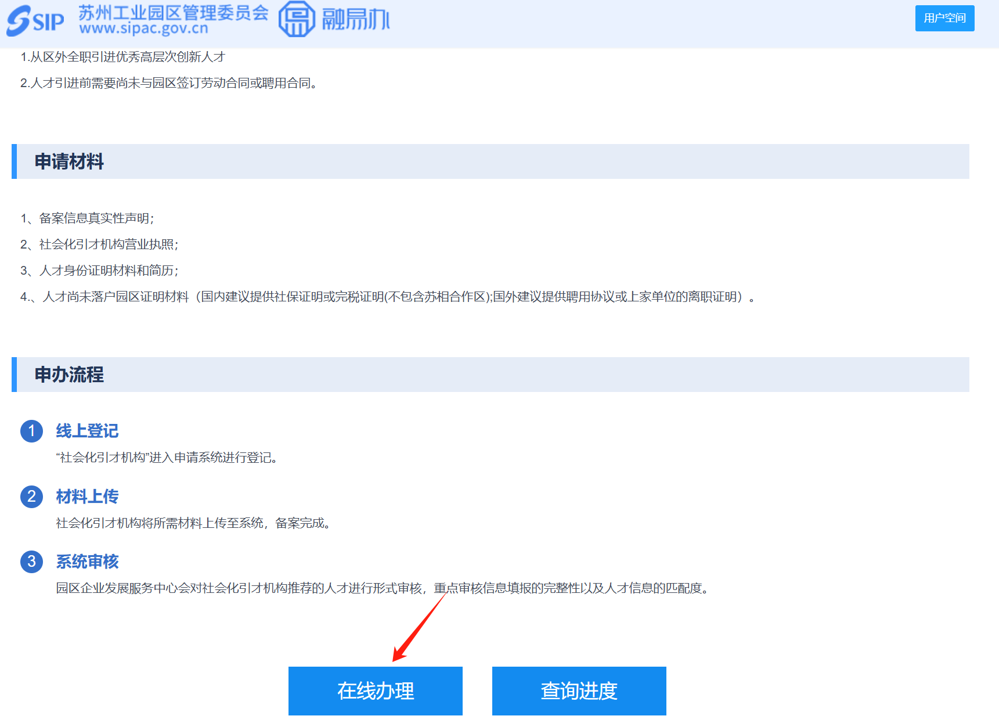 SIP
苏州工业园区管理委员会
www.sipac.gov.cn
融易办
用户空间
1.从区外全职引进优秀高层次创新人才
2.人才引进前需要尚未与园区签订劳动合同或聘用合同。
申请材料
1、备案信息真实性声明;
2、社会化引才机构营业执照;
3、人才身份证明材料和简历;
4.、人才尚未落户园区证明材料（国内建议提供社保证明或完税证明(不包含苏相合作区);国外建议提供聘用协议或上家单位的离职证明）。
申办流程
1 线上登记
“社会化引才机构”进入申请系统进行登记。
2 材料上传
社会化引才机构将所需材料上传至系统，备案完成。
3 系统审核
园区企业发展服务中心会对社会化引才机构推荐的人才进行形式审核，重点审核信息填报的完整性以及人才信息的匹配度。
在线办理
查询进度